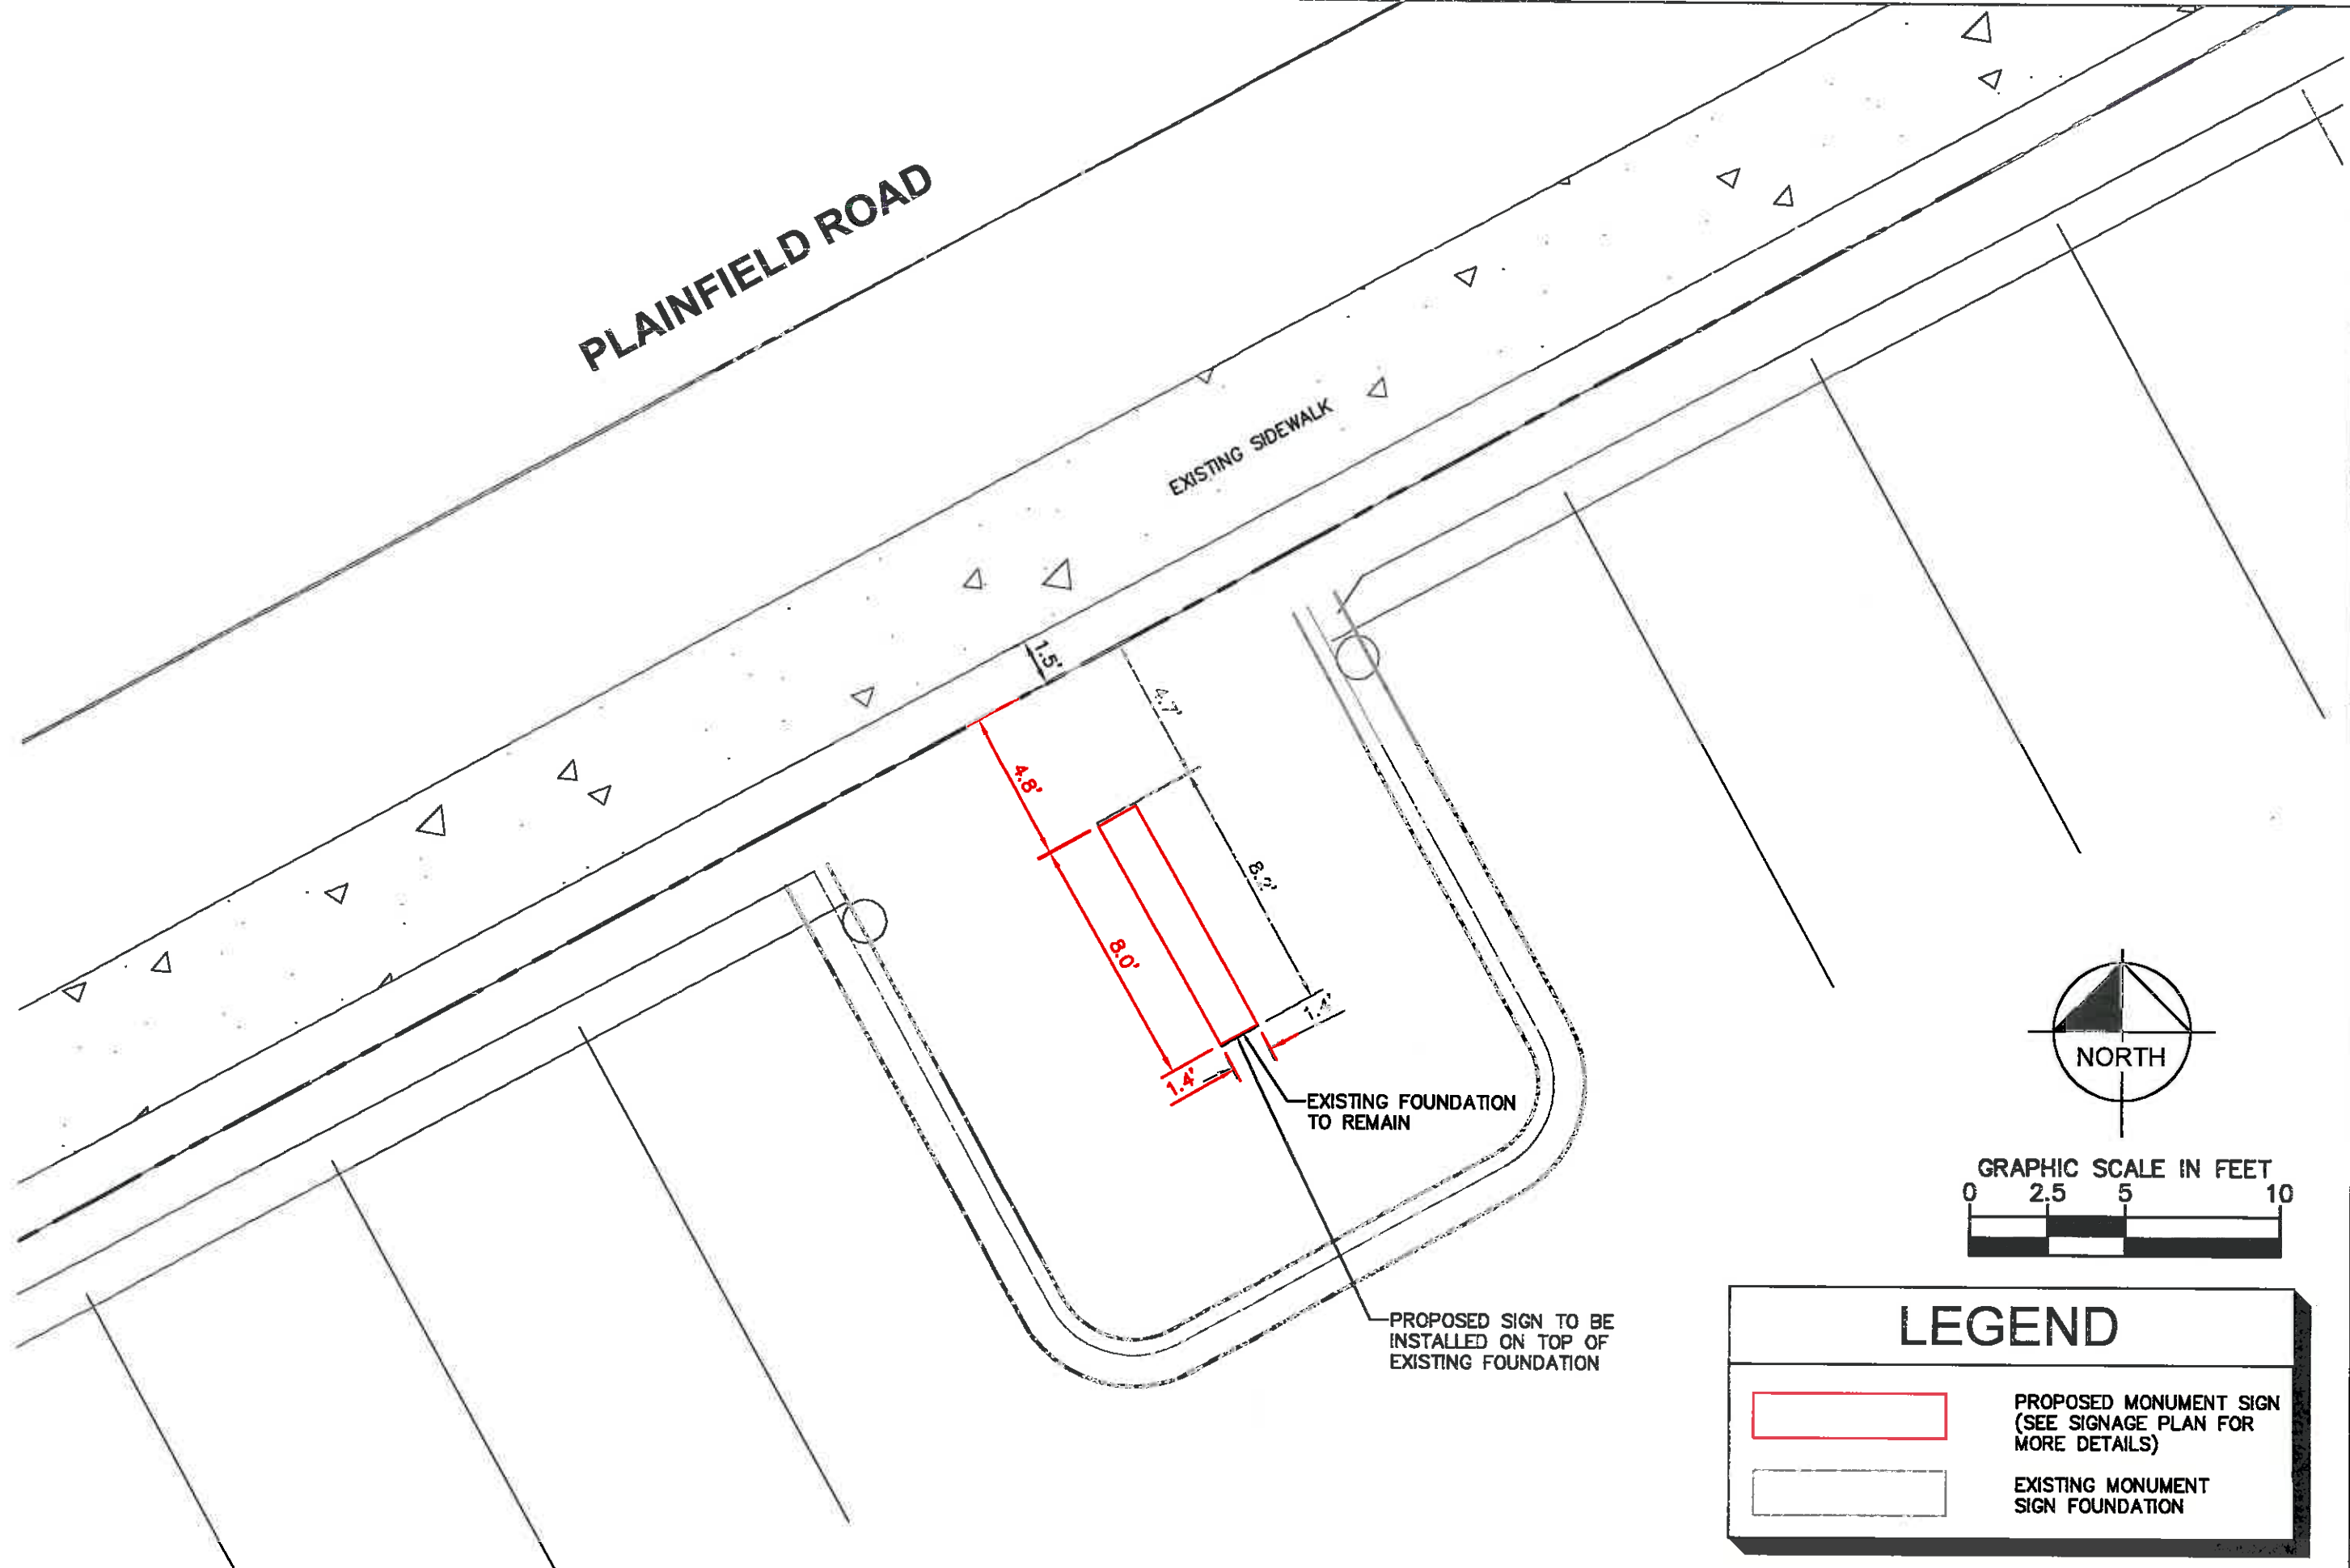 PLAINFIELD ROAD
EXISTING SIDEWALK
1.5'
4.7'
4.8'
8.2'
8.0'
1.4'
1.4'
EXISTING FOUNDATION
TO REMAIN
PROPOSED SIGN TO BE
INSTALLED ON TOP OF
EXISTING FOUNDATION
NORTH
GRAPHIC SCALE IN FEET
0 2.5 5 10
LEGEND
PROPOSED MONUMENT SIGN
(SEE SIGNAGE PLAN FOR
MORE DETAILS)
EXISTING MONUMENT
SIGN FOUNDATION